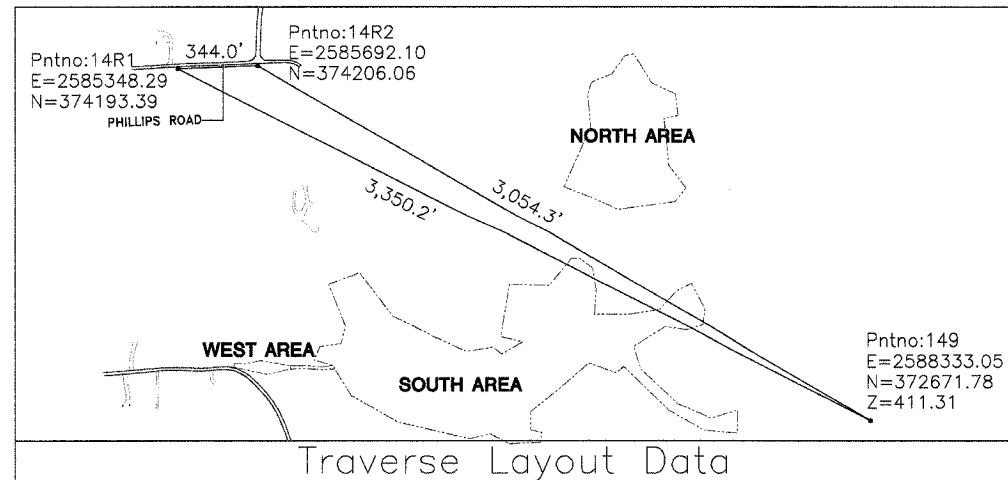 Pntno:14R1
E=2585348.29
N=374193.39
344.0'
Pntno:14R2
E=2585692.10
N=374206.06
PHILLIPS ROAD
NORTH AREA
3,350.2'
3,054.3'
WEST AREA
SOUTH AREA
Pntno:149
E=2588333.05
N=372671.78
Z=411.31
Traverse Layout Data